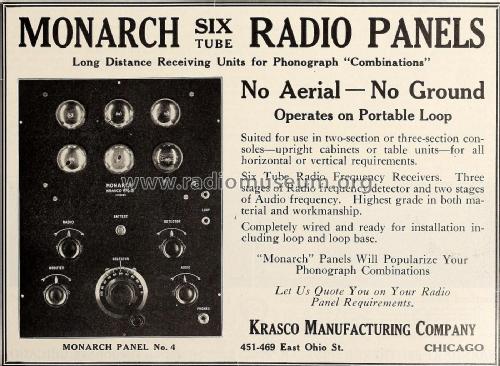 MONARCH SIX TUBE RADIO PANELS
Long Distance Receiving Units for Phonograph "Combinations"
No Aerial — No Ground
Operates on Portable Loop
Suited for use in two-section or three-section con-
soles—upright cabinets or table units—for all
horizontal or vertical requirements.
Six Tube Radio Frequency Receivers. Three
stages of Radio frequency, detector and two stages
of Audio frequency. Highest grade in both ma-
terial and workmanship.
Completely wired and ready for installation in-
cluding loop and loop base.
"Monarch" Panels Will Popularize Your
Phonograph Combinations
Let Us Quote You on Your Radio
Panel Requirements.
KRASCO MANUFACTURING COMPANY
451-469 East Ohio St. CHICAGO
MONARCH
LOOP
BATTERY
RADIO
DETECTOR
SELECTOR
MODIFIER
AUDIO
PHONES
MONARCH PANEL No. 4
www.radiomuseum.org